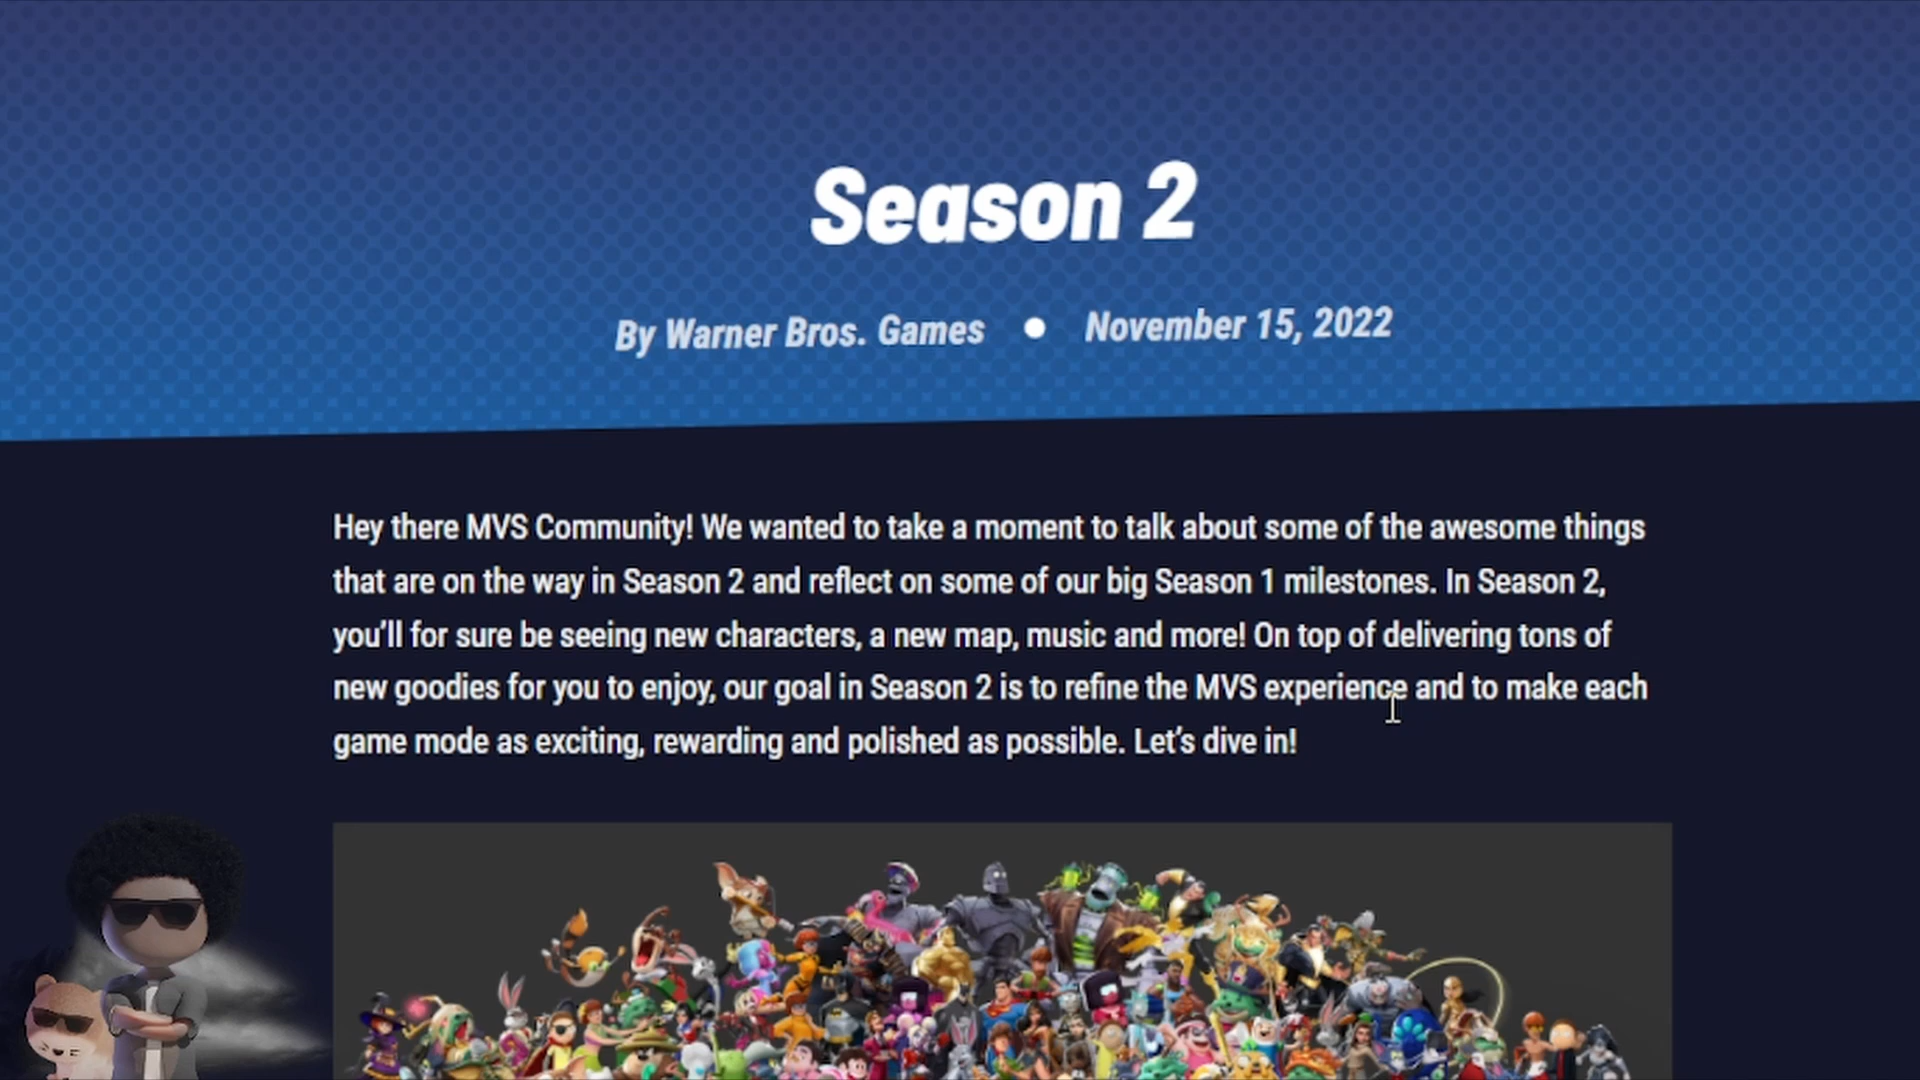 Season 2
By Warner Bros. Games ● November 15, 2022
Hey there MVS Community! We wanted to take a moment to talk about some of the awesome things
that are on the way in Season 2 and reflect on some of our big Season 1 milestones. In Season 2,
you’ll for sure be seeing new characters, a new map, music and more! On top of delivering tons of
new goodies for you to enjoy, our goal in Season 2 is to refine the MVS experience and to make each
game mode as exciting, rewarding and polished as possible. Let’s dive in!